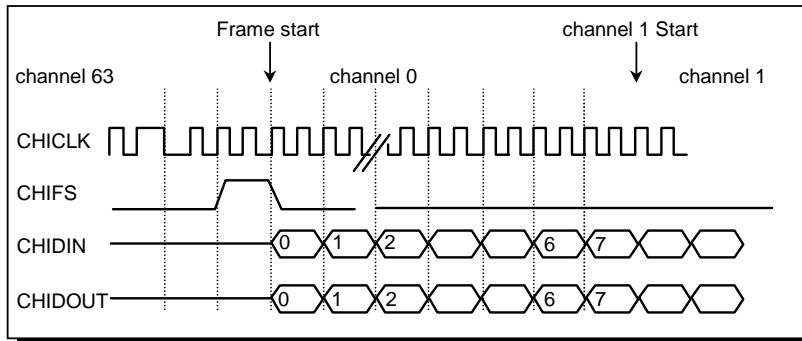 Frame start channel 1 Start
channel 63 channel 0 channel 1
CHICLK
CHIFS
CHIDIN 0 1 2 6 7
CHIDOUT 0 1 2 6 7